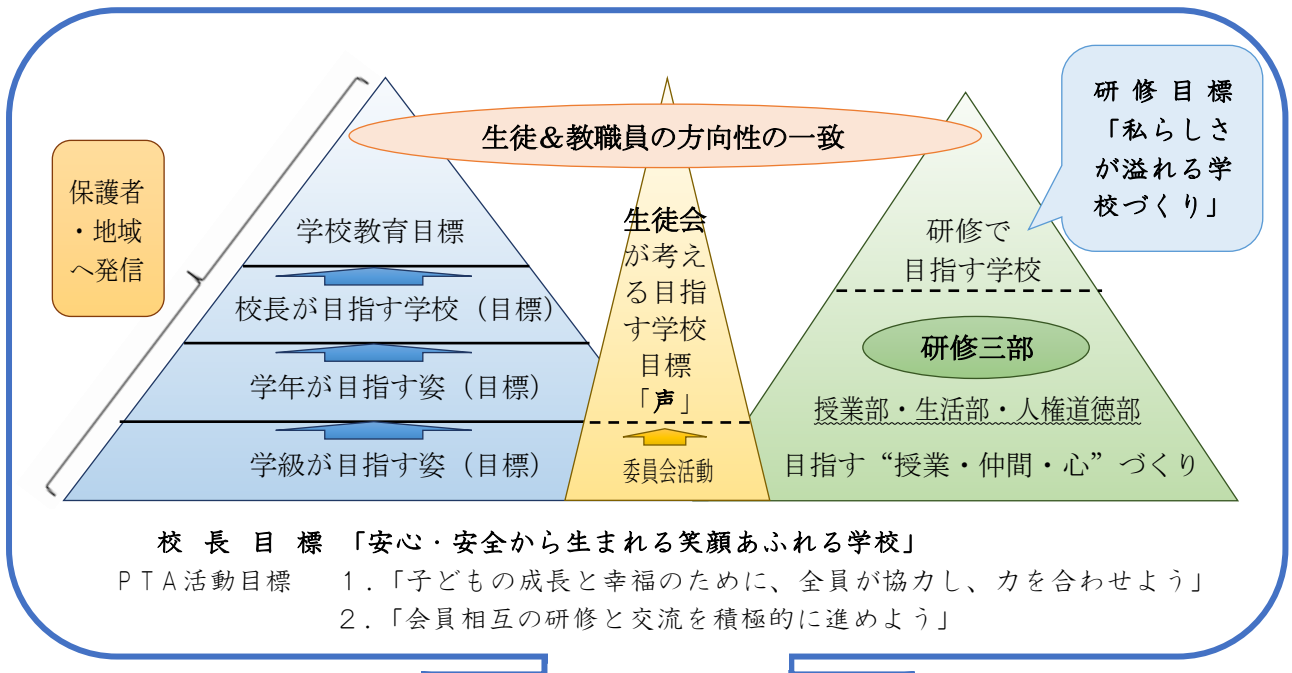 生徒＆教職員の方向性の一致
保護者
・地域
へ発信
学校教育目標
校長が目指す学校（目標）
学年が目指す姿（目標）
学級が目指す姿（目標）
生徒会
が考え
る目指
す学校
目標
「声」
委員会活動
研修目標
「私らしさ
が溢れる学
校づくり」
研修で
目指す学校
研修三部
授業部・生活部・人権道徳部
目指す“授業・仲間・心”づくり
校長目標「安心・安全から生まれる笑顔あふれる学校」
ＰＴＡ活動目標　１．「子どもの成長と幸福のために、全員が協力し、力を合わせよう」
２．「会員相互の研修と交流を積極的に進めよう」